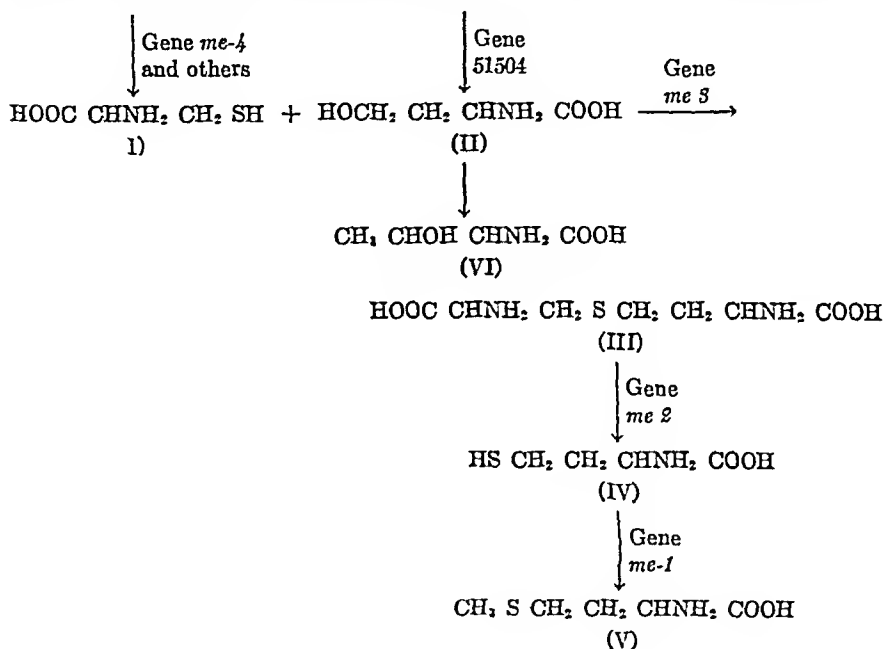 Gene me-4
and others
Gene
51504
Gene
me 3
HOOC CHNH₂ CH₂ SH + HOCH₂ CH₂ CHNH₂ COOH
I)
(II)
CH₃ CHOH CHNH₂ COOH
(VI)
HOOC CHNH₂ CH₂ S CH₂ CH₂ CHNH₂ COOH
(III)
Gene
me 2
HS CH₂ CH₂ CHNH₂ COOH
(IV)
Gene
me-1
CH₃ S CH₂ CH₂ CHNH₂ COOH
(V)